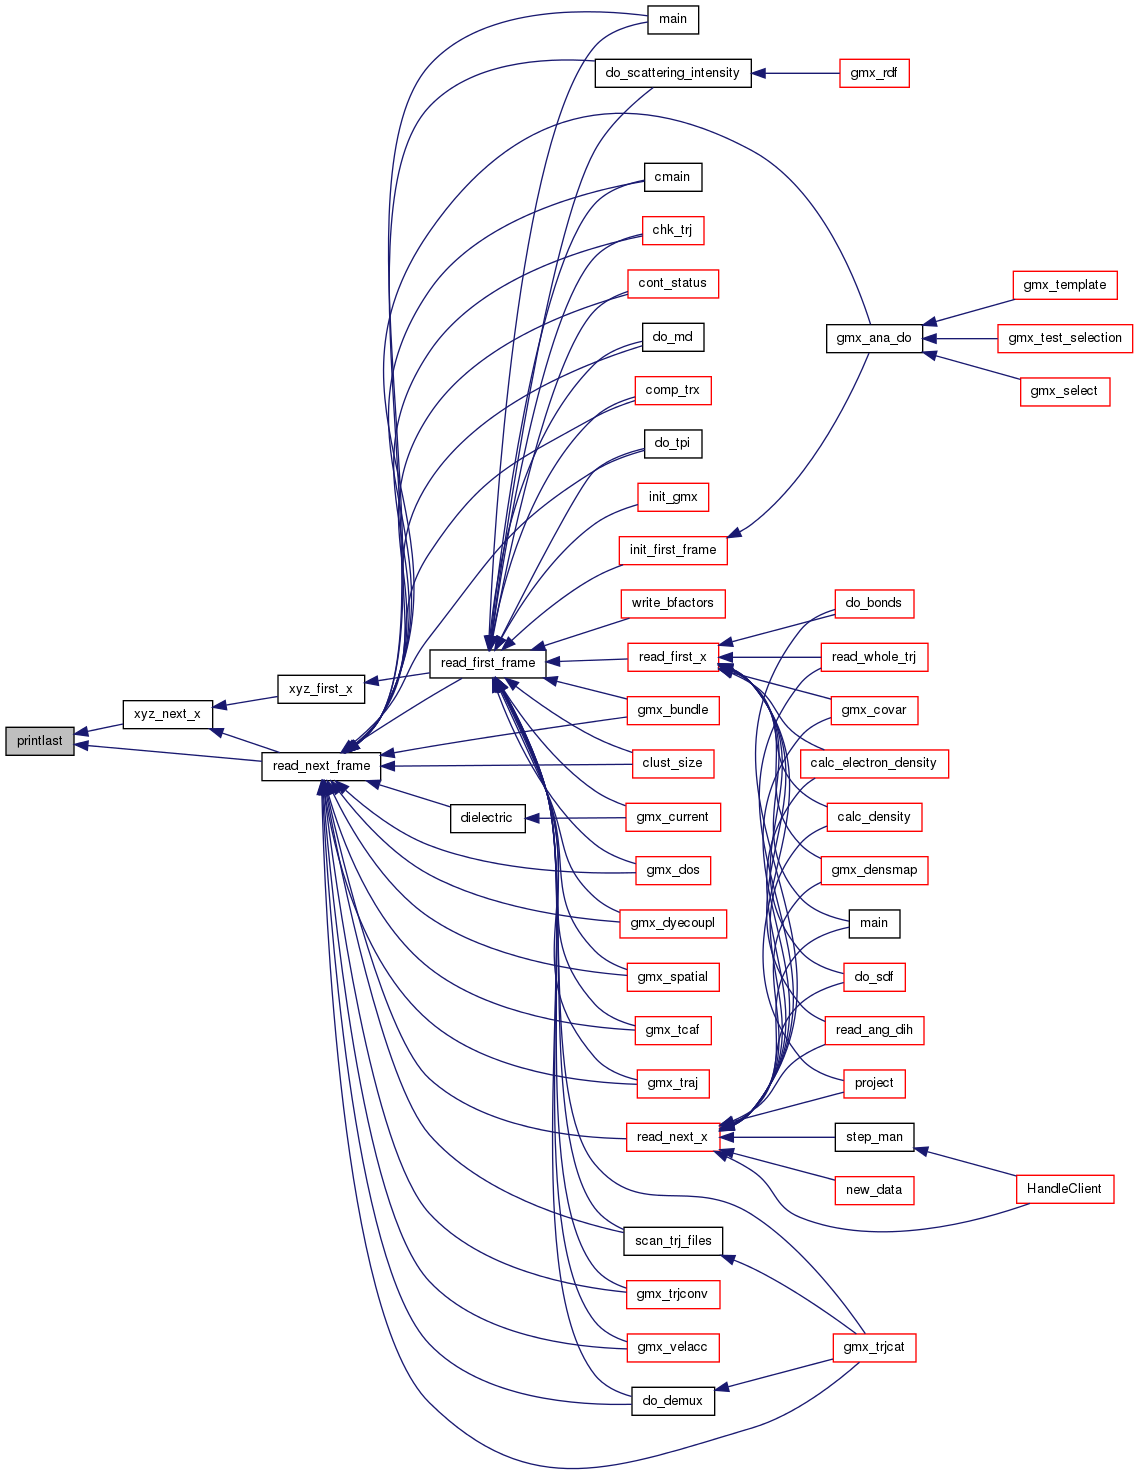 main
do_scattering_intensity
gmx_rdf
cmain
chk_trj
cont_status
gmx_template
do_md
gmx_ana_do
gmx_test_selection
comp_trx
gmx_select
do_tpi
init_gmx
init_first_frame
write_bfactors
do_bonds
read_first_frame
read_first_x
read_whole_trj
xyz_first_x
xyz_next_x
gmx_bundle
gmx_covar
printlast
read_next_frame
clust_size
calc_electron_density
dielectric
gmx_current
calc_density
gmx_dos
gmx_densmap
gmx_dyecoupl
main
gmx_spatial
do_sdf
gmx_tcaf
read_ang_dih
gmx_traj
project
read_next_x
step_man
new_data
HandleClient
scan_trj_files
gmx_trjconv
gmx_velacc
gmx_trjcat
do_demux